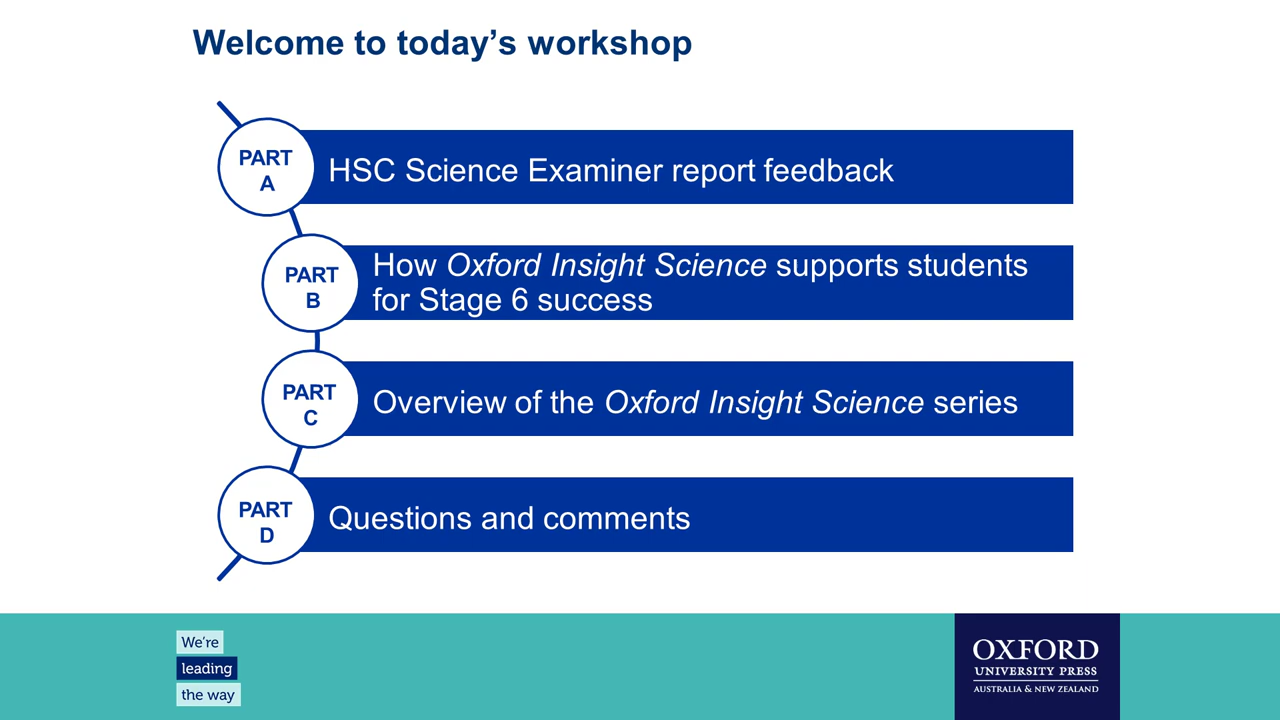 Welcome to today’s workshop
PART A
HSC Science Examiner report feedback
PART B
How Oxford Insight Science supports students
for Stage 6 success
PART C
Overview of the Oxford Insight Science series
PART D
Questions and comments
We’re
leading
the way
OXFORD
UNIVERSITY PRESS
AUSTRALIA & NEW ZEALAND